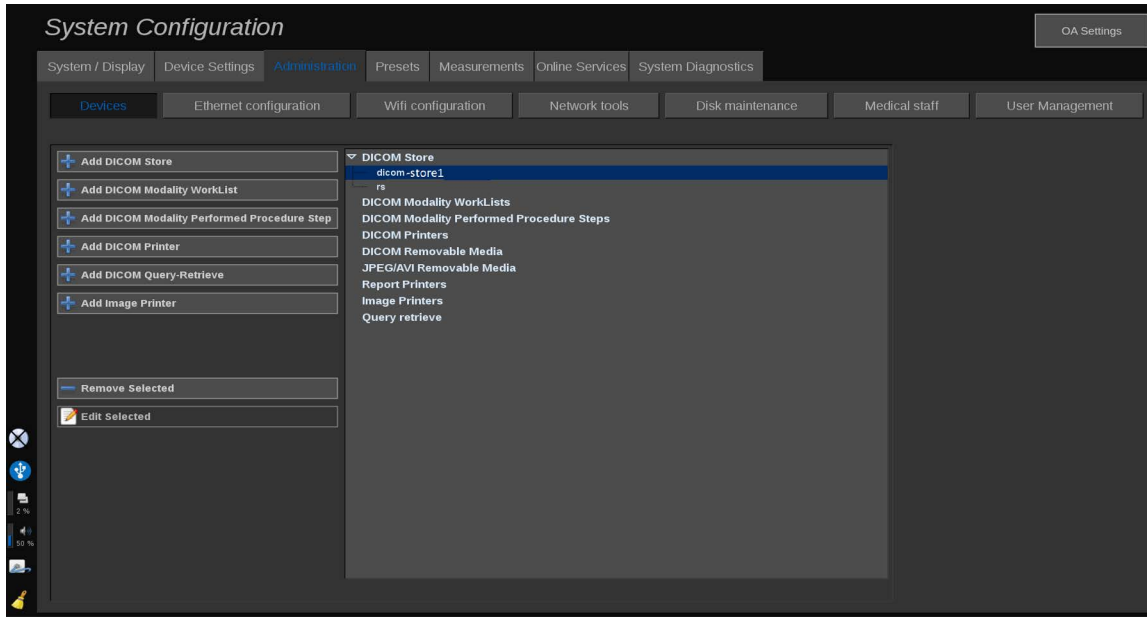 System Configuration
OA Settings
System / Display
Device Settings
Administration
Presets
Measurements
Online Services
System Diagnostics
Devices
Ethernet configuration
Wifi configuration
Network tools
Disk maintenance
Medical staff
User Management
Add DICOM Store
Add DICOM Modality WorkList
Add DICOM Modality Performed Procedure Step
Add DICOM Printer
Add DICOM Query-Retrieve
Add Image Printer
Remove Selected
Edit Selected
DICOM Store
dicom-store1
rs
DICOM Modality WorkLists
DICOM Modality Performed Procedure Steps
DICOM Printers
DICOM Removable Media
JPEG/AVI Removable Media
Report Printers
Image Printers
Query retrieve
2 %
50 %